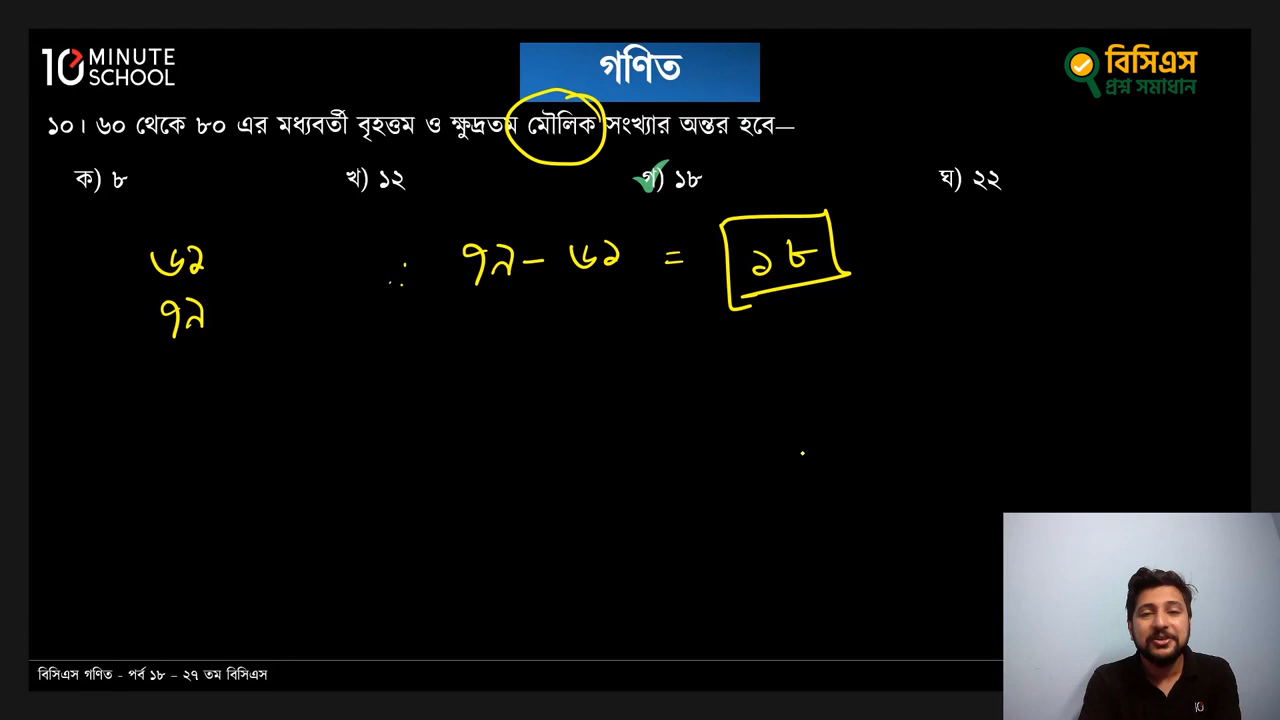 10 MINUTE SCHOOL
গণিত
বিসিএস
প্রশ্ন সমাধান
১০। ৬০ থেকে ৮০ এর মধ্যবর্তী বৃহত্তম ও ক্ষুদ্রতম মৌলিক সংখ্যার অন্তর হবে—
ক) ৮ খ) ১২ গ) ১৮ ঘ) ২২
৬১ ∴ ৭৯ – ৬১ = ১৮
৭৯
বিসিএস গণিত - পর্ব ১৮ – ২৭ তম বিসিএস
10